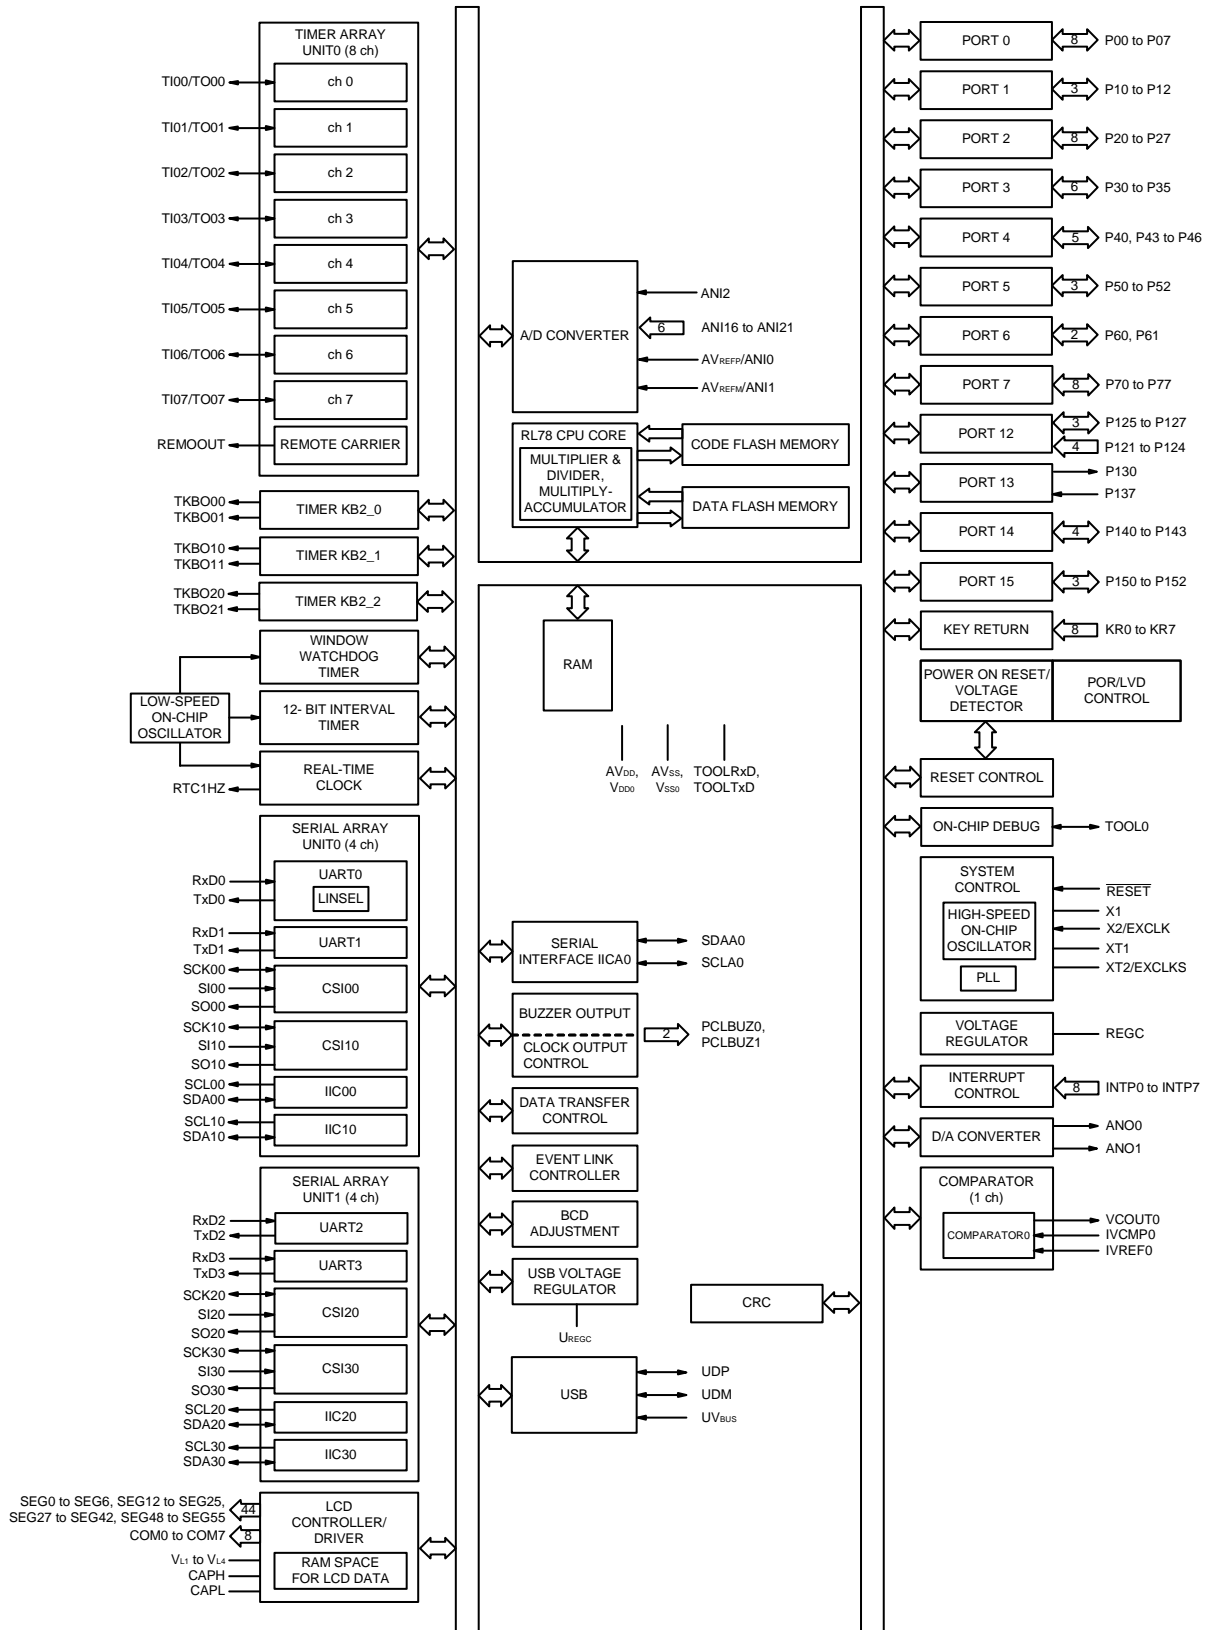 TIMER ARRAY
UNIT0 (8 ch)
TI00/TO00
ch 0
TI01/TO01
ch 1
TI02/TO02
ch 2
TI03/TO03
ch 3
TI04/TO04
ch 4
TI05/TO05
ch 5
TI06/TO06
ch 6
TI07/TO07
ch 7
REMOOUT
REMOTE CARRIER
TKBO00
TKBO01
TIMER KB2_0
TKBO10
TKBO11
TIMER KB2_1
TKBO20
TKBO21
TIMER KB2_2
WINDOW
WATCHDOG
TIMER
LOW-SPEED
ON-CHIP
OSCILLATOR
12- BIT INTERVAL
TIMER
REAL-TIME
CLOCK
RTC1HZ
SERIAL ARRAY
UNIT0 (4 ch)
RxD0
TxD0
UART0
LINSEL
RxD1
TxD1
UART1
SCK00
SI00
SO00
CSI00
SCK10
SI10
SO10
CSI10
SCL00
SDA00
IIC00
SCL10
SDA10
IIC10
SERIAL ARRAY
UNIT1 (4 ch)
RxD2
TxD2
UART2
RxD3
TxD3
UART3
SCK20
SI20
SO20
CSI20
SCK30
SI30
SO30
CSI30
SCL20
SDA20
IIC20
SCL30
SDA30
IIC30
SEG0 to SEG6, SEG12 to SEG25,
SEG27 to SEG42, SEG48 to SEG55
44
COM0 to COM7
8
VL1 to VL4
CAPH
CAPL
LCD
CONTROLLER/
DRIVER
RAM SPACE
FOR LCD DATA
A/D CONVERTER
ANI2
6
ANI16 to ANI21
AVREFP/ANI0
AVREFM/ANI1
RL78 CPU CORE
MULTIPLIER &
DIVIDER,
MULITIPLY-
ACCUMULATOR
CODE FLASH MEMORY
DATA FLASH MEMORY
RAM
AVDD,
VDD0
AVSS,
VSS0
TOOLRxD,
TOOLTxD
SERIAL
INTERFACE IICA0
SDAA0
SCLA0
BUZZER OUTPUT
CLOCK OUTPUT
CONTROL
2
PCLBUZ0,
PCLBUZ1
DATA TRANSFER
CONTROL
EVENT LINK
CONTROLLER
BCD
ADJUSTMENT
USB VOLTAGE
REGULATOR
UREGC
CRC
USB
UDP
UDM
UVBUS
PORT 0
8
P00 to P07
PORT 1
3
P10 to P12
PORT 2
8
P20 to P27
PORT 3
6
P30 to P35
PORT 4
5
P40, P43 to P46
PORT 5
3
P50 to P52
PORT 6
2
P60, P61
PORT 7
8
P70 to P77
PORT 12
3
P125 to P127
4
P121 to P124
PORT 13
P130
P137
PORT 14
4
P140 to P143
PORT 15
3
P150 to P152
KEY RETURN
8
KR0 to KR7
POWER ON RESET/
VOLTAGE
DETECTOR
POR/LVD
CONTROL
RESET CONTROL
ON-CHIP DEBUG
TOOL0
SYSTEM
CONTROL
HIGH-SPEED
ON-CHIP
OSCILLATOR
PLL
RESET
X1
X2/EXCLK
XT1
XT2/EXCLKS
VOLTAGE
REGULATOR
REGC
INTERRUPT
CONTROL
8
INTP0 to INTP7
D/A CONVERTER
ANO0
ANO1
COMPARATOR
(1 ch)
COMPARATOR0
VCOUT0
IVCMP0
IVREF0